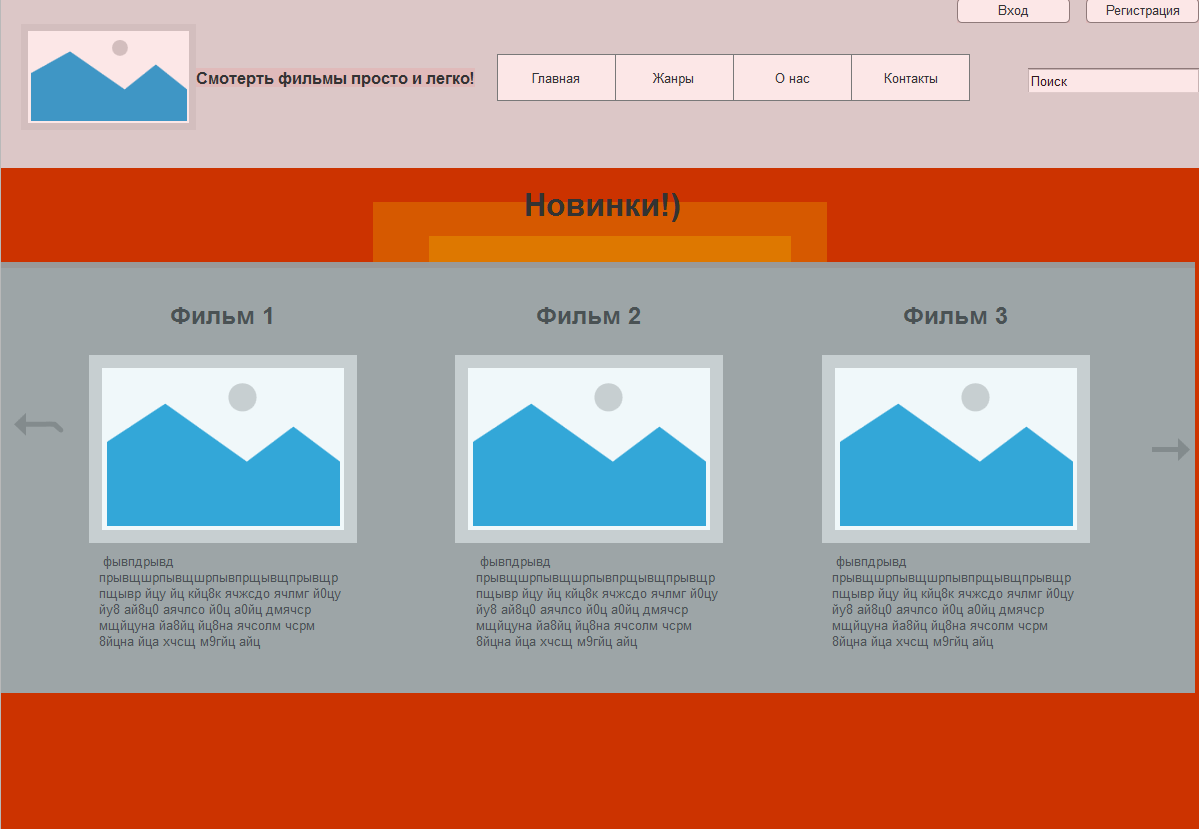 Вход
Регистрация
Смотерть фильмы просто и легко!
Главная
Жанры
О нас
Контакты
Поиск
Новинки!)
Фильм 1
Фильм 2
Фильм 3
фывпдрывд
прывщшрпывщшрпывпрщывщпрывщр
пщывр йцу йц кйц8к ячжсдо ячлмг й0цу
йу8 ай8ц0 аячлсо й0ц а0йц дмячср
мщйцуна йа8йц йц8на ячсолм чсрм
8йцна йца хчсщ м9гйц айц
фывпдрывд
прывщшрпывщшрпывпрщывщпрывщр
пщывр йцу йц кйц8к ячжсдо ячлмг й0цу
йу8 ай8ц0 аячлсо й0ц а0йц дмячср
мщйцуна йа8йц йц8на ячсолм чсрм
8йцна йца хчсщ м9гйц айц
фывпдрывд
прывщшрпывщшрпывпрщывщпрывщр
пщывр йцу йц кйц8к ячжсдо ячлмг й0цу
йу8 ай8ц0 аячлсо й0ц а0йц дмячср
мщйцуна йа8йц йц8на ячсолм чсрм
8йцна йца хчсщ м9гйц айц